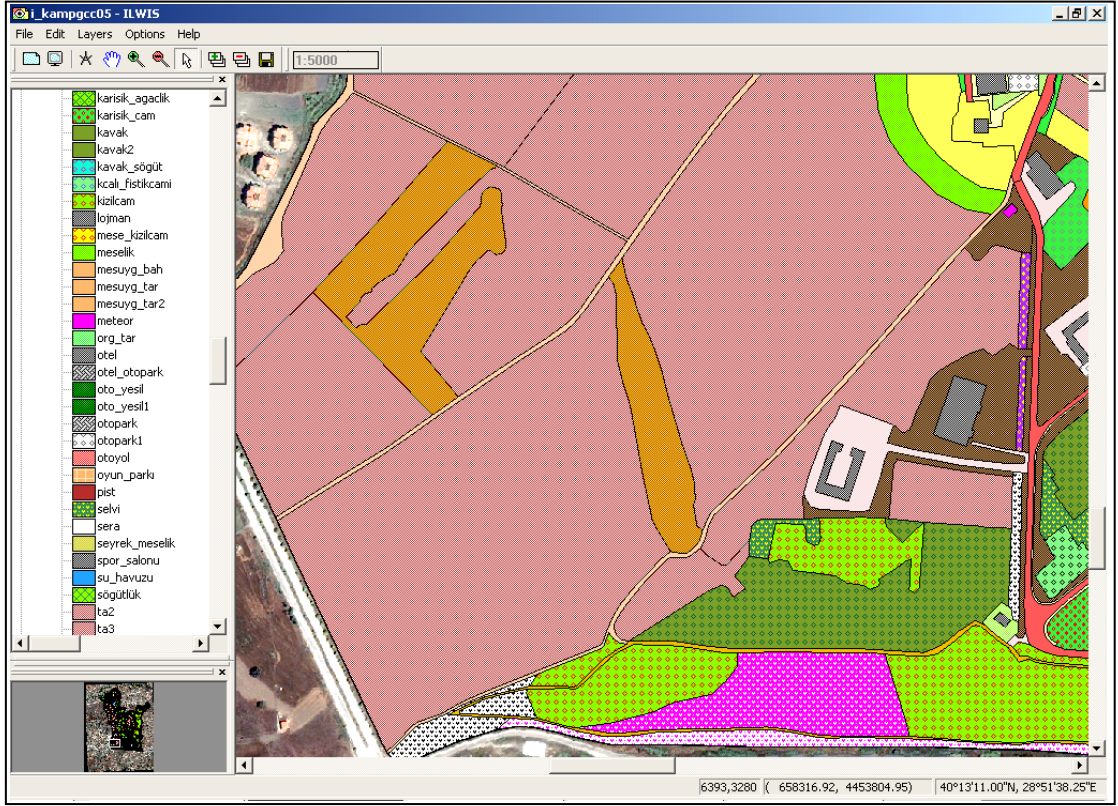 i_kampgcc05 - ILWIS
File Edit Layers Options Help
1:5000
karisik_agaclik
karisik_cam
kavak
kavak2
kavak_sögüt
kcalı_fistikcami
kizilcam
lojman
mese_kizilcam
meselik
mesuyg_bah
mesuyg_tar
mesuyg_tar2
meteor
org_tar
otel
otel_otopark
oto_yesil
oto_yesil1
otopark
otopark1
otoyol
oyun_parkı
pist
selvi
sera
seyrek_meselik
spor_salonu
su_havuzu
sögütlük
ta2
ta3
6393,3280 ( 658316.92, 4453804.95) 40°13'11.00"N, 28°51'38.25"E